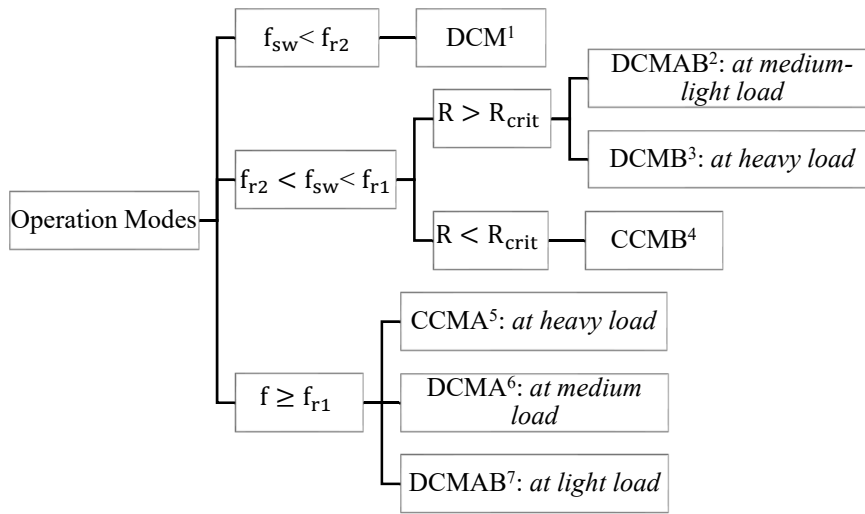 Operation Modes
f_sw< f_r2
DCM¹
f_r2 < f_sw< f_r1
R > R_crit
DCMAB²: at medium-
light load
DCMB³: at heavy load
R < R_crit
CCMB⁴
f ≥ f_r1
CCMA⁵: at heavy load
DCMA⁶: at medium
load
DCMAB⁷: at light load